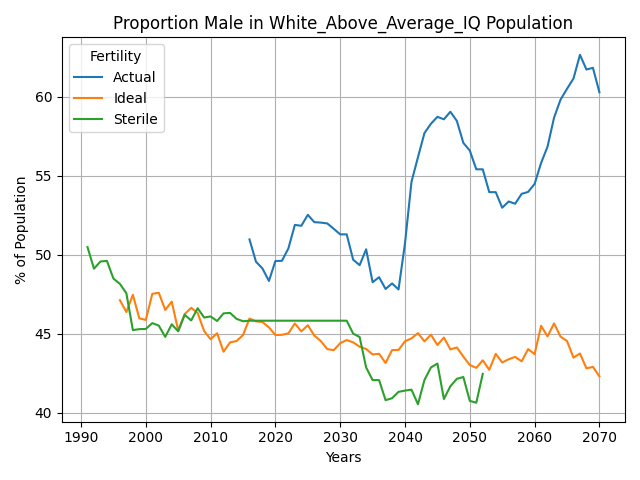 Proportion Male in White_Above_Average_IQ Population
Fertility
Actual
Ideal
Sterile
% of Population
60
55
50
45
40
1990
2000
2010
2020
2030
2040
2050
2060
2070
Years